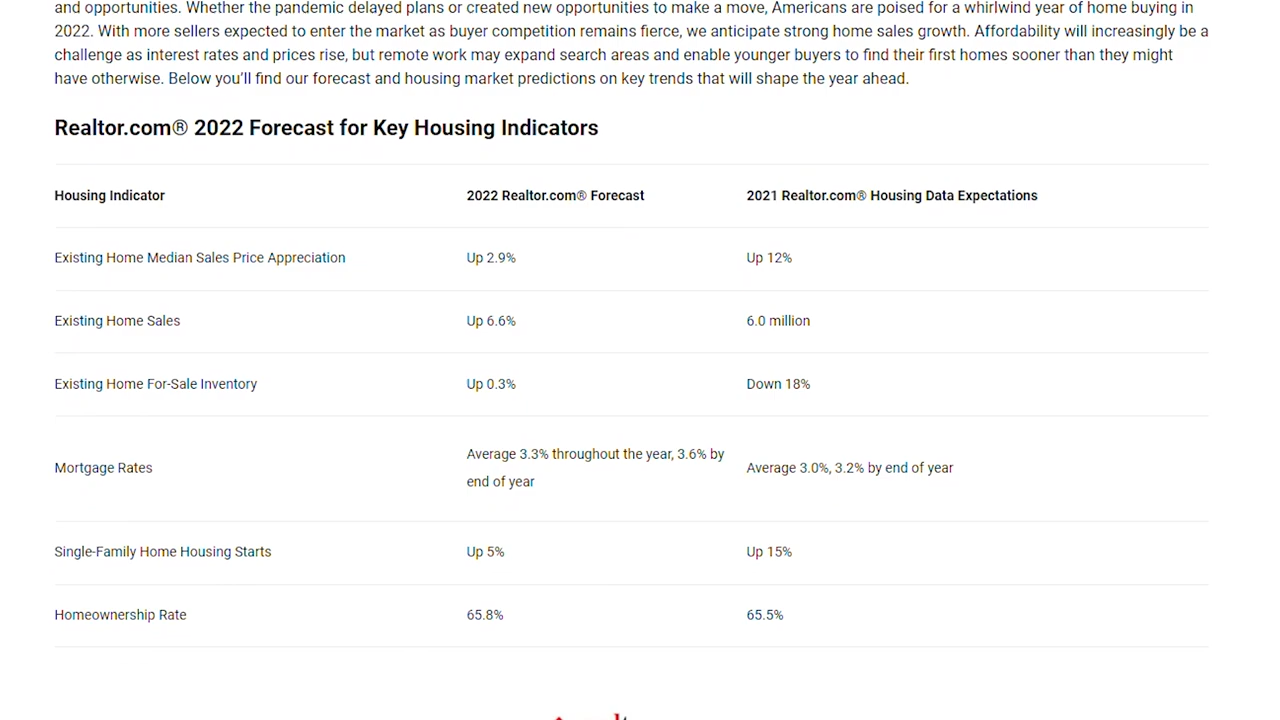 and opportunities. Whether the pandemic delayed plans or created new opportunities to make a move, Americans are poised for a whirlwind year of home buying in
2022. With more sellers expected to enter the market as buyer competition remains fierce, we anticipate strong home sales growth. Affordability will increasingly be a
challenge as interest rates and prices rise, but remote work may expand search areas and enable younger buyers to find their first homes sooner than they might
have otherwise. Below you'll find our forecast and housing market predictions on key trends that will shape the year ahead.
Realtor.com® 2022 Forecast for Key Housing Indicators
Housing Indicator 2022 Realtor.com® Forecast 2021 Realtor.com® Housing Data Expectations
Existing Home Median Sales Price Appreciation Up 2.9% Up 12%
Existing Home Sales Up 6.6% 6.0 million
Existing Home For-Sale Inventory Up 0.3% Down 18%
Mortgage Rates Average 3.3% throughout the year, 3.6% by end of year Average 3.0%, 3.2% by end of year
Single-Family Home Housing Starts Up 5% Up 15%
Homeownership Rate 65.8% 65.5%